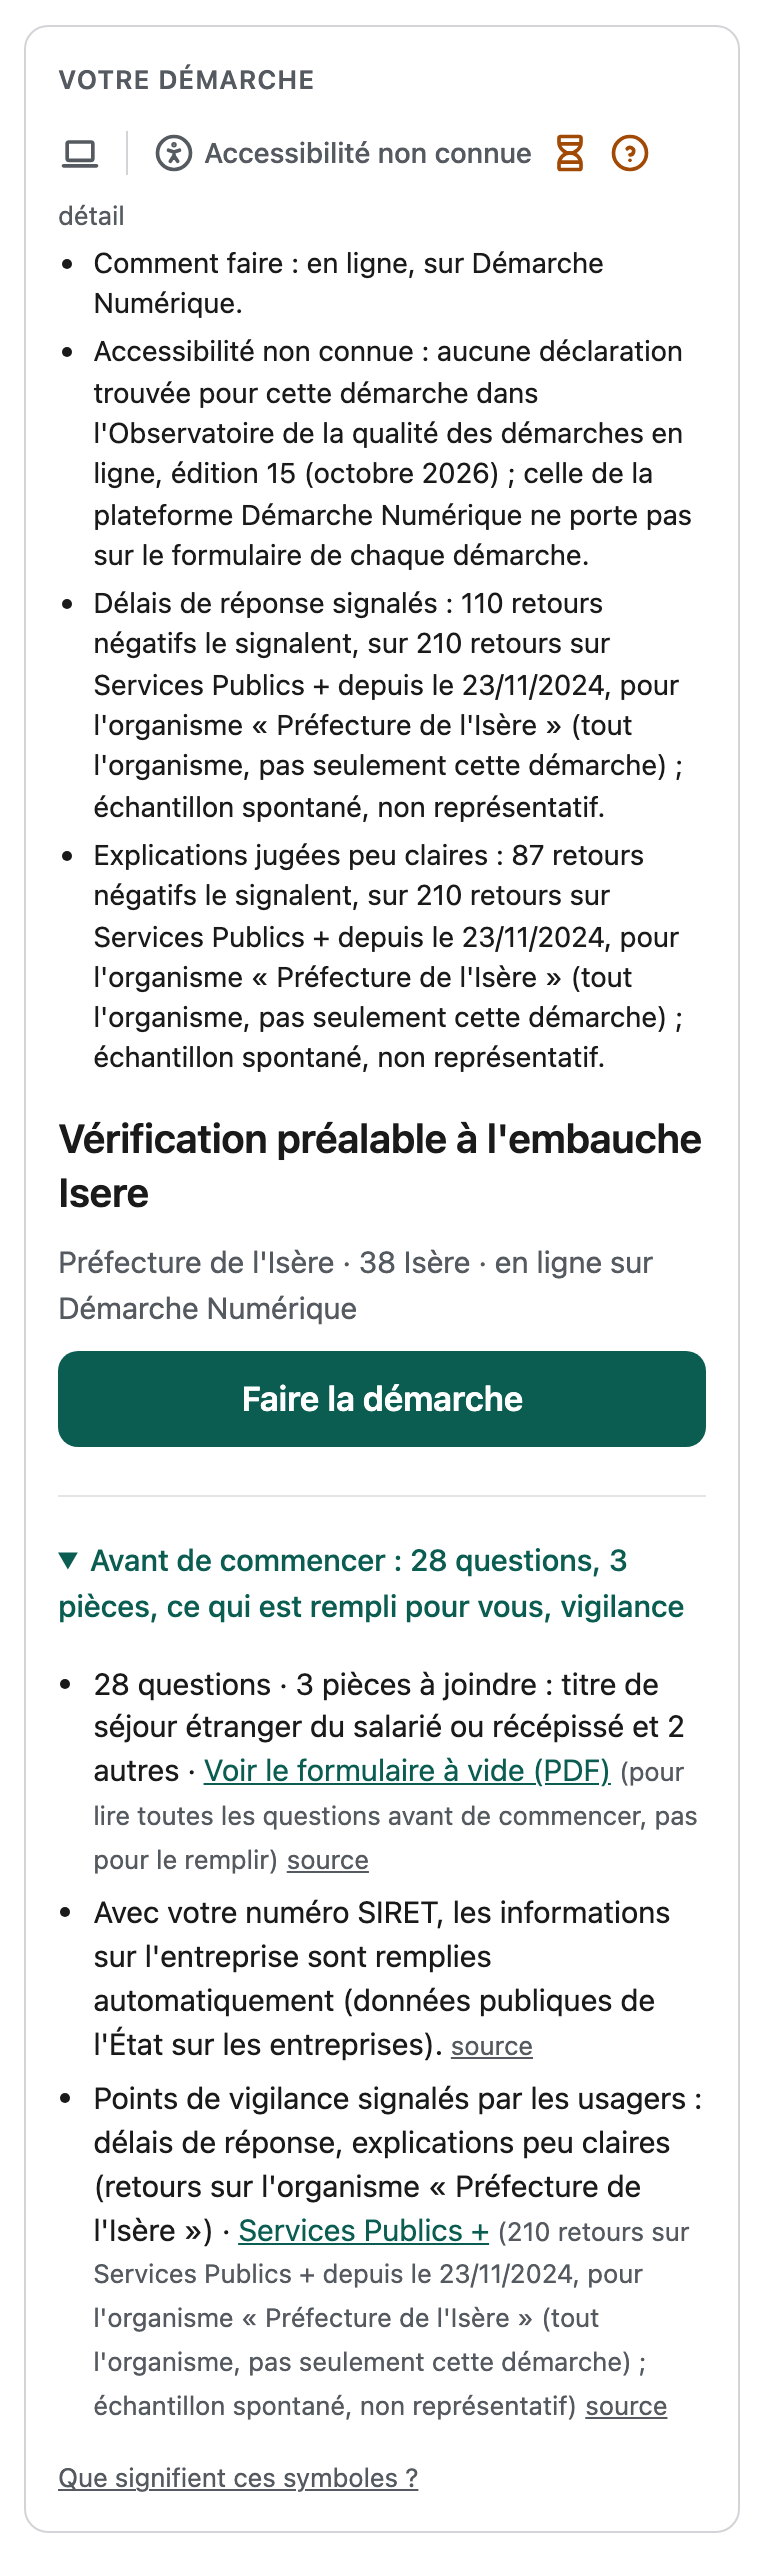 VOTRE DÉMARCHE
Accessibilité non connue
détail
• Comment faire : en ligne, sur Démarche
Numérique.
• Accessibilité non connue : aucune déclaration
trouvée pour cette démarche dans
l'Observatoire de la qualité des démarches en
ligne, édition 15 (octobre 2026) ; celle de la
plateforme Démarche Numérique ne porte pas
sur le formulaire de chaque démarche.
• Délais de réponse signalés : 110 retours
négatifs le signalent, sur 210 retours sur
Services Publics + depuis le 23/11/2024, pour
l'organisme « Préfecture de l'Isère » (tout
l'organisme, pas seulement cette démarche) ;
échantillon spontané, non représentatif.
• Explications jugées peu claires : 87 retours
négatifs le signalent, sur 210 retours sur
Services Publics + depuis le 23/11/2024, pour
l'organisme « Préfecture de l'Isère » (tout
l'organisme, pas seulement cette démarche) ;
échantillon spontané, non représentatif.
Vérification préalable à l'embauche
Isere
Préfecture de l'Isère · 38 Isère · en ligne sur
Démarche Numérique
Faire la démarche
▼ Avant de commencer : 28 questions, 3
pièces, ce qui est rempli pour vous, vigilance
• 28 questions · 3 pièces à joindre : titre de
séjour étranger du salarié ou récépissé et 2
autres · Voir le formulaire à vide (PDF) (pour
lire toutes les questions avant de commencer, pas
pour le remplir) source
• Avec votre numéro SIRET, les informations
sur l'entreprise sont remplies
automatiquement (données publiques de
l'État sur les entreprises). source
• Points de vigilance signalés par les usagers :
délais de réponse, explications peu claires
(retours sur l'organisme « Préfecture de
l'Isère ») · Services Publics + (210 retours sur
Services Publics + depuis le 23/11/2024, pour
l'organisme « Préfecture de l'Isère » (tout
l'organisme, pas seulement cette démarche) ;
échantillon spontané, non représentatif) source
Que signifient ces symboles ?